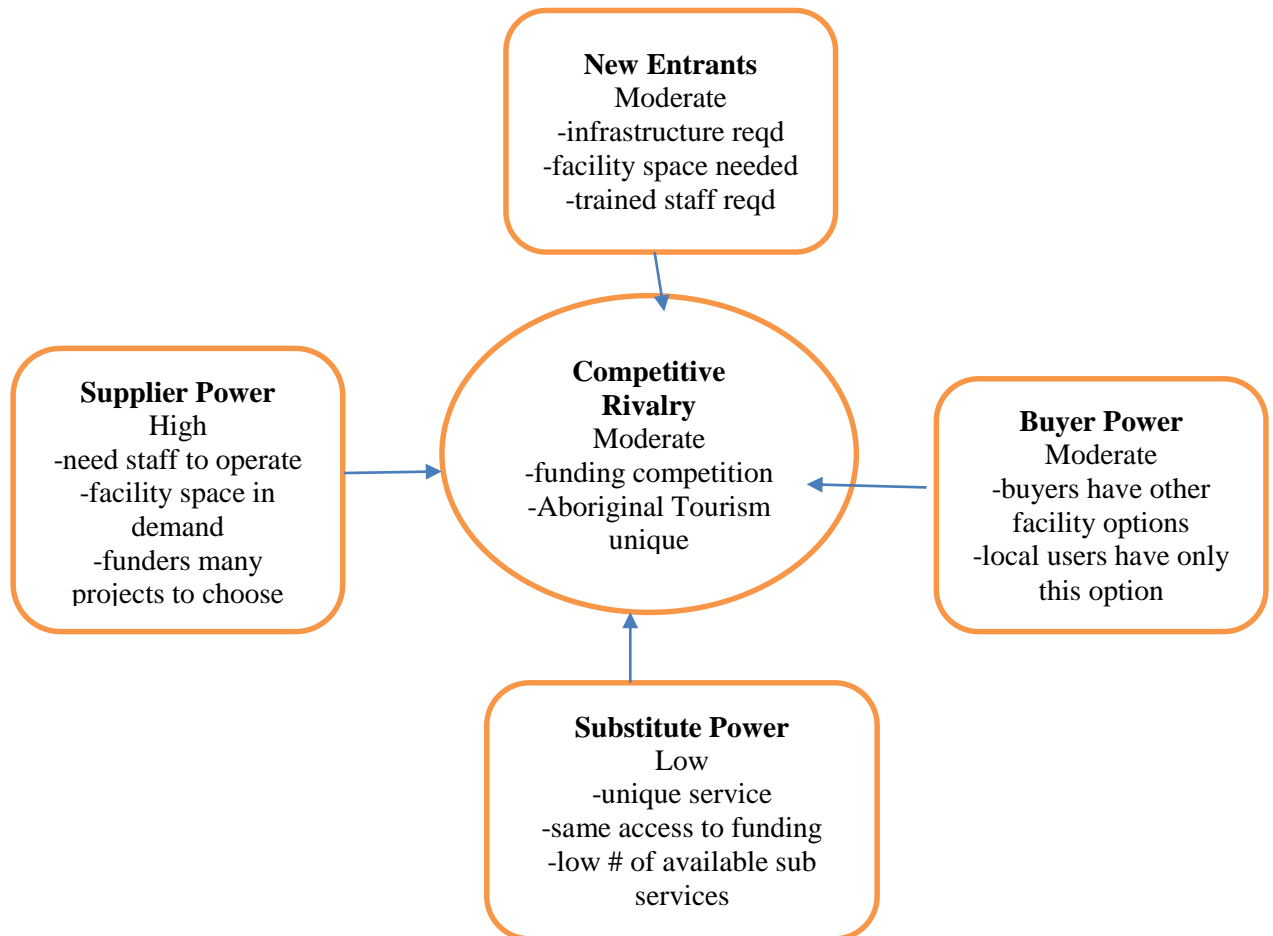 New Entrants
Moderate
-infrastructure reqd
-facility space needed
-trained staff reqd
Competitive
Rivalry
Moderate
-funding competition
-Aboriginal Tourism
unique
Supplier Power
High
-need staff to operate
-facility space in
demand
-funders many
projects to choose
Buyer Power
Moderate
-buyers have other
facility options
-local users have only
this option
Substitute Power
Low
-unique service
-same access to funding
-low # of available sub
services